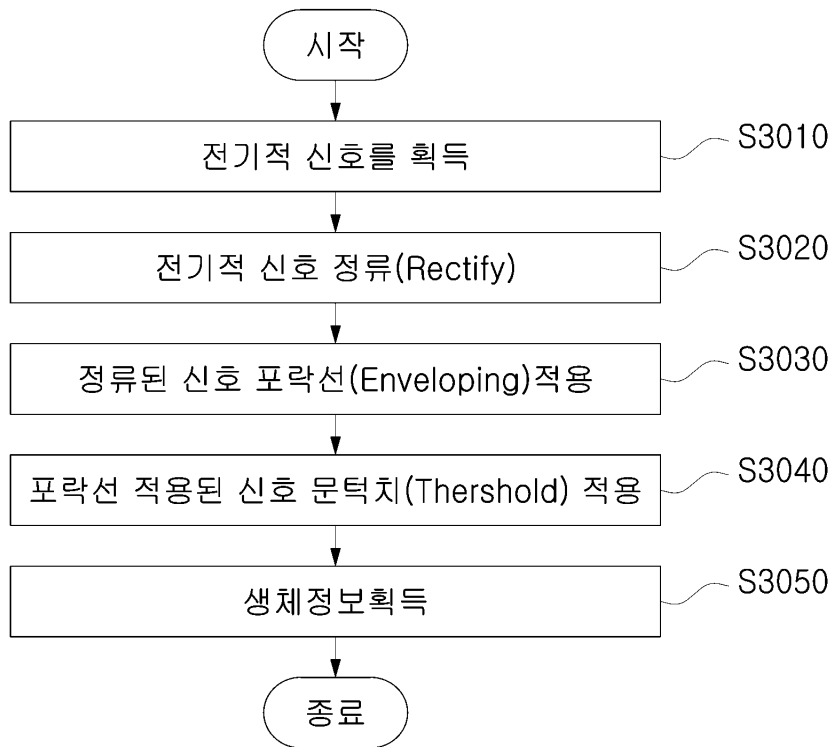 시작
전기적 신호를 획득
S3010
전기적 신호 정류(Rectify)
S3020
정류된 신호 포락선(Enveloping)적용
S3030
포락선 적용된 신호 문턱치(Thershold) 적용
S3040
생체정보획득
S3050
종료